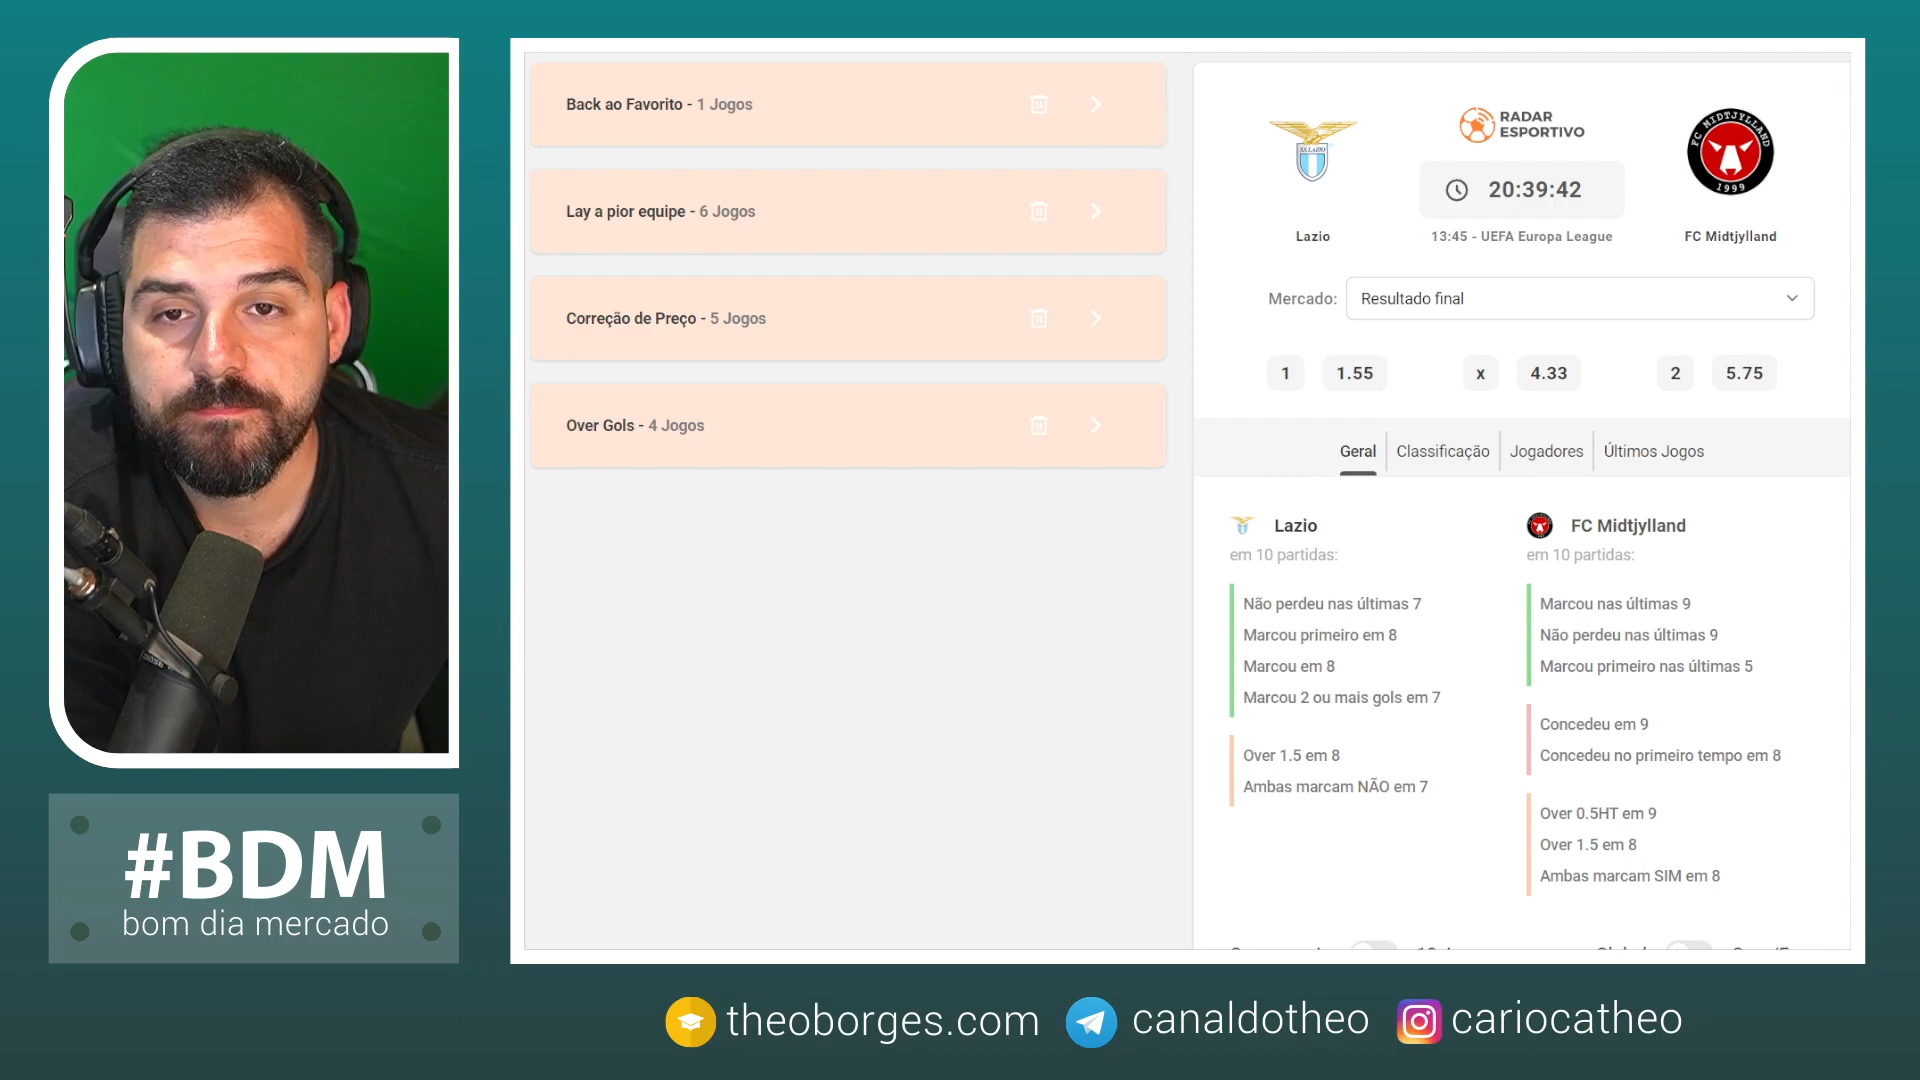 Back ao Favorito - 1 Jogos
Lay a pior equipe - 6 Jogos
Correção de Preço - 5 Jogos
Over Gols - 4 Jogos
RADAR
ESPORTIVO
SS.LAZIO
FC MIDTJYLLAND
1999
20:39:42
Lazio
13:45 - UEFA Europa League
FC Midtjylland
Mercado:
Resultado final
1 1.55 x 4.33 2 5.75
Geral Classificação Jogadores Últimos Jogos
Lazio
em 10 partidas:
Não perdeu nas últimas 7
Marcou primeiro em 8
Marcou em 8
Marcou 2 ou mais gols em 7
Over 1.5 em 8
Ambas marcam NÃO em 7
FC Midtjylland
em 10 partidas:
Marcou nas últimas 9
Não perdeu nas últimas 9
Marcou primeiro nas últimas 5
Concedeu em 9
Concedeu no primeiro tempo em 8
Over 0.5HT em 9
Over 1.5 em 8
Ambas marcam SIM em 8
#BDM
bom dia mercado
theoborges.com canaldotheo cariocatheo